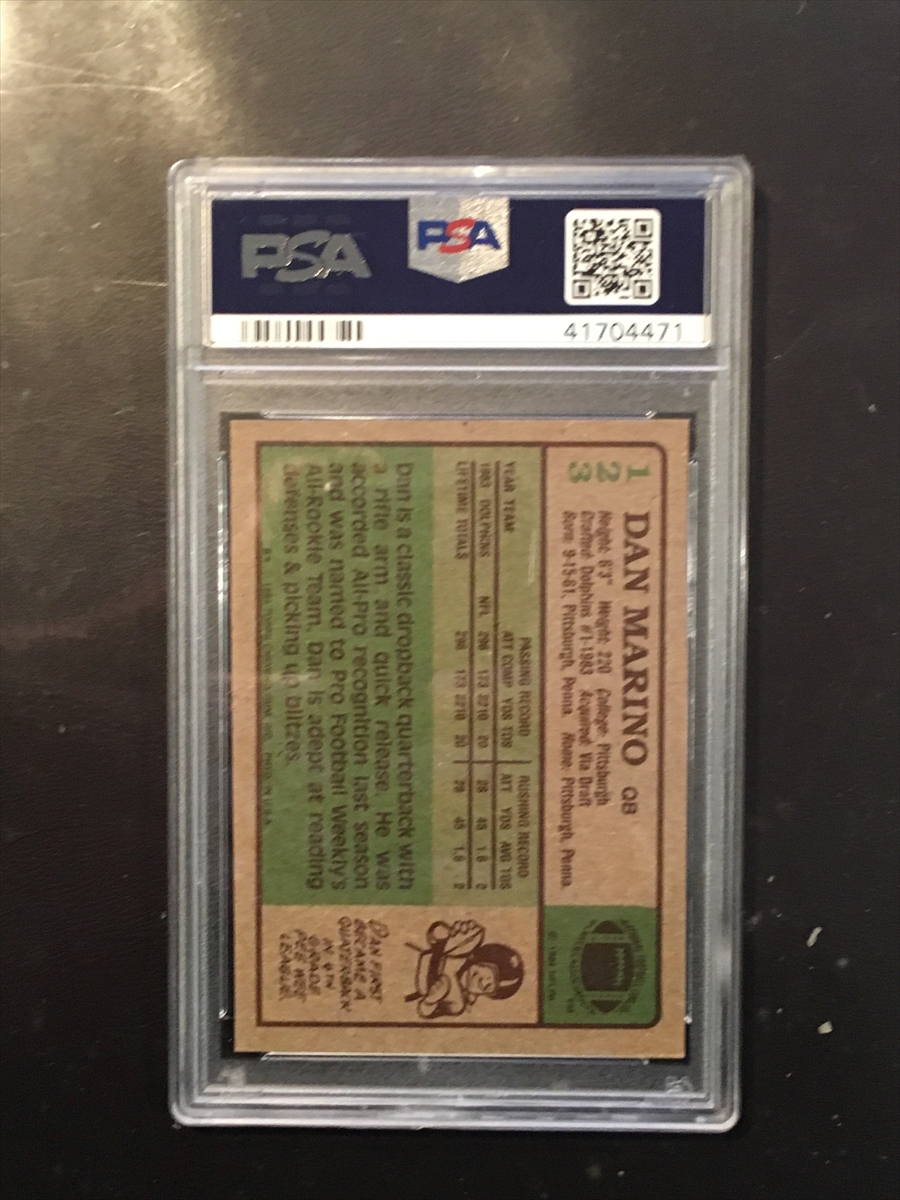 PSA
PSA
41704471
123
DAN MARINO QB
Height: 6'3" Weight: 220 College: Pittsburgh
Drafted: Dolphins #1-1983 Acquired: Via Draft
Born: 9-15-61, Pittsburgh, Penna. Home: Pittsburgh, Penna.
PASSING RECORD RUSHING RECORD
YEAR TEAM ATT COMP YDS TDS ATT YDS AVG TDS
1983 DOLPHINS NFL 296 173 2210 20 28 45 1.6 2
LIFETIME TOTALS 296 173 2210 20 28 45 1.6 2
Dan is a classic dropback quarterback with
a rifle arm and quick release. He was
accorded All-Pro recognition last season
and was named to Pro Football Weekly's
All-Rookie Team. Dan is adept at reading
defenses & picking up blitzes.
DAN FIRST
BECAME A
QUATERBACK
IN 4TH
GRADE
PEE WEE
LEAGUE.